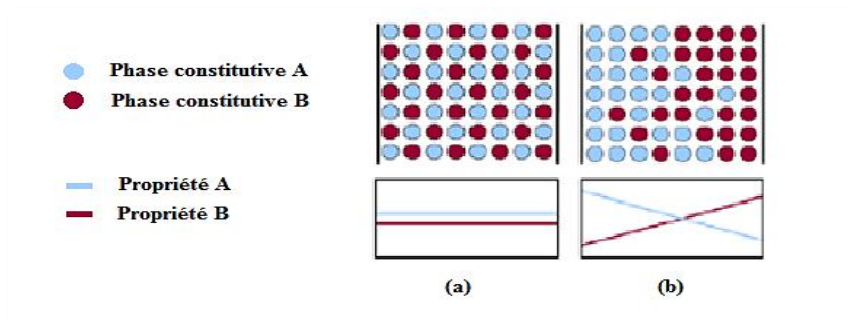 Phase constitutive A
Phase constitutive B
Propriété A
Propriété B
(a)
(b)